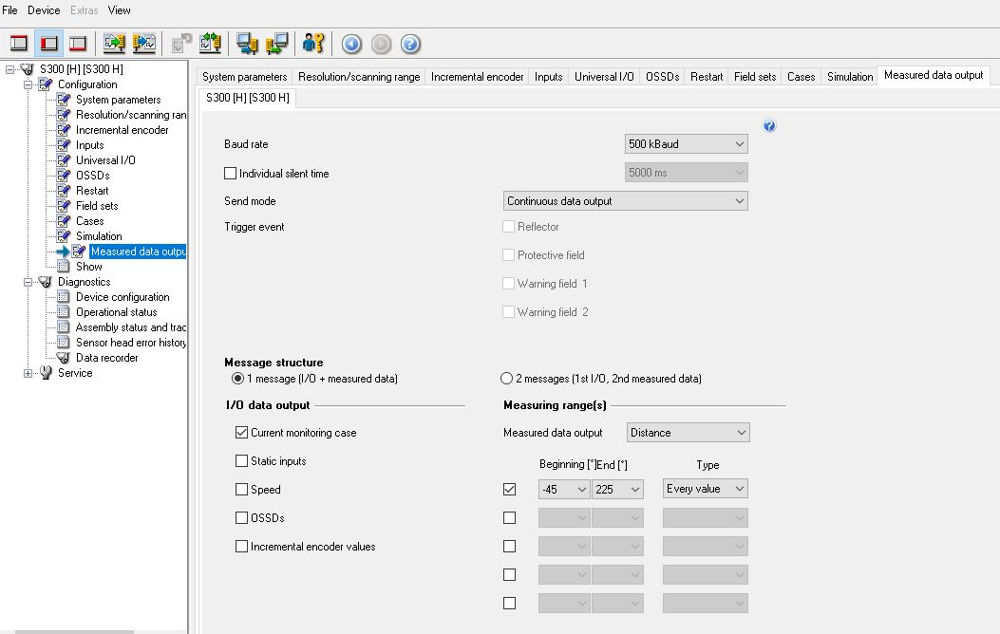 File Device Extras View
S300 [H] [S300 H]
Configuration
System parameters
Resolution/scanning ran
Incremental encoder
Inputs
Universal I/O
OSSDs
Restart
Field sets
Cases
Simulation
Measured data outpu
Show
Diagnostics
Device configuration
Operational status
Assembly status and trac
Sensor head error history
Data recorder
Service
System parameters Resolution/scanning range Incremental encoder Inputs Universal I/O OSSDs Restart Field sets Cases Simulation Measured data output
S300 [H] [S300 H]
Baud rate 500 kBaud
Individual silent time 5000 ms
Send mode Continuous data output
Trigger event Reflector
Protective field
Warning field 1
Warning field 2
Message structure
1 message (I/O + measured data) 2 messages (1st I/O, 2nd measured data)
I/O data output Measuring range(s)
Current monitoring case Measured data output Distance
Static inputs Beginning [°] End [°] Type
Speed -45 225 Every value
OSSDs
Incremental encoder values